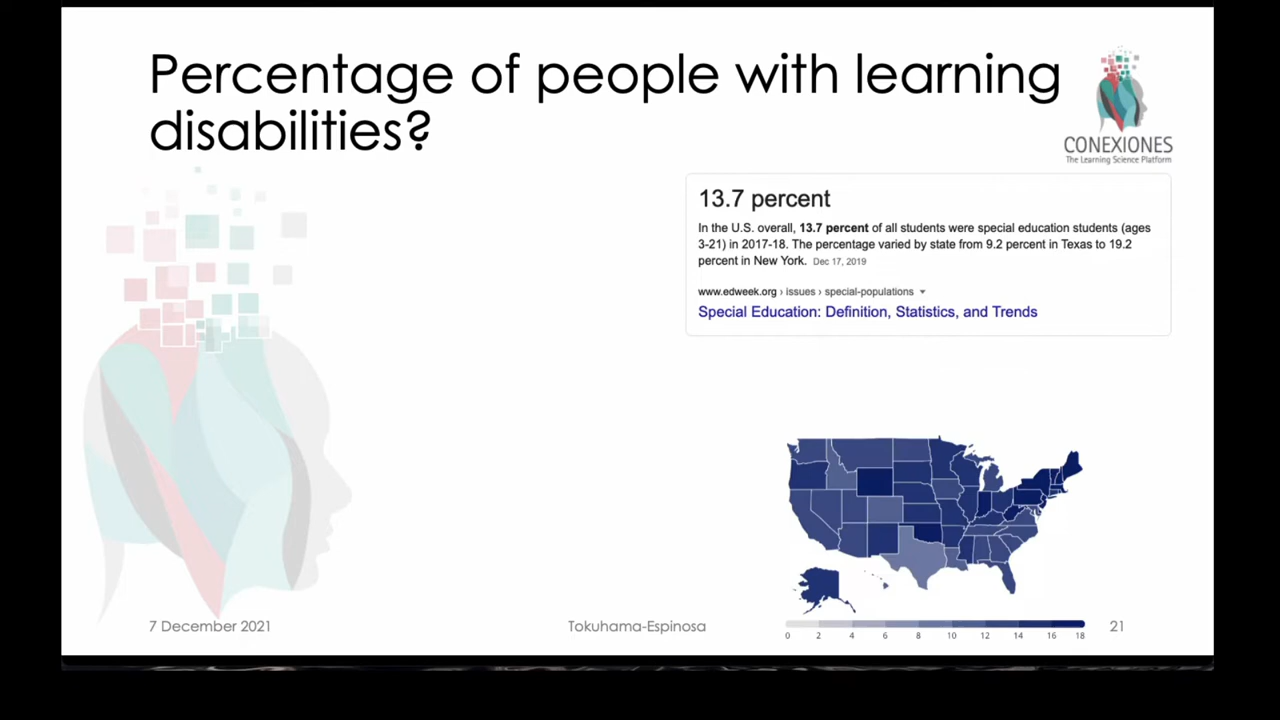 Percentage of people with learning
disabilities?
CONEXIONES
The Learning Science Platform
13.7 percent
In the U.S. overall, 13.7 percent of all students were special education students (ages
3-21) in 2017-18. The percentage varied by state from 9.2 percent in Texas to 19.2
percent in New York. Dec 17, 2019
www.edweek.org › issues › special-populations
Special Education: Definition, Statistics, and Trends
0 2 4 6 8 10 12 14 16 18
7 December 2021
Tokuhama-Espinosa
21